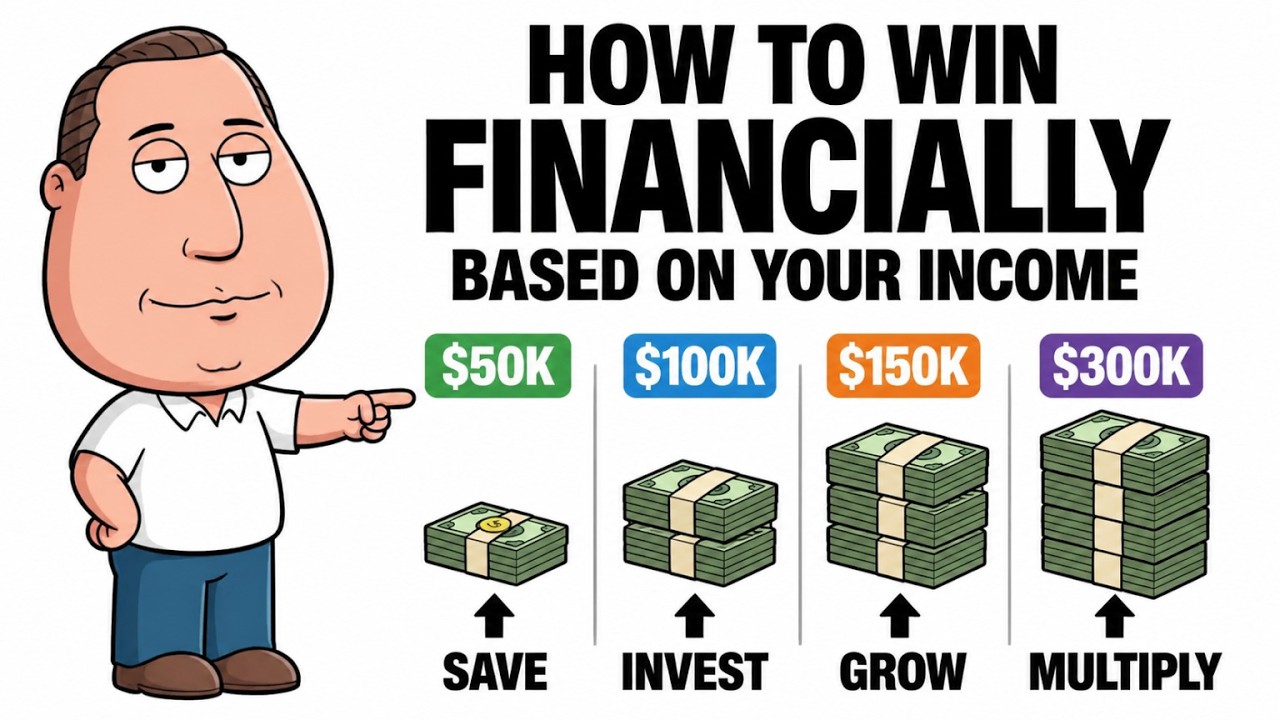 HOW TO WIN
FINANCIALLY
BASED ON YOUR INCOME
$50K
$100K
$150K
$300K
SAVE
INVEST
GROW
MULTIPLY